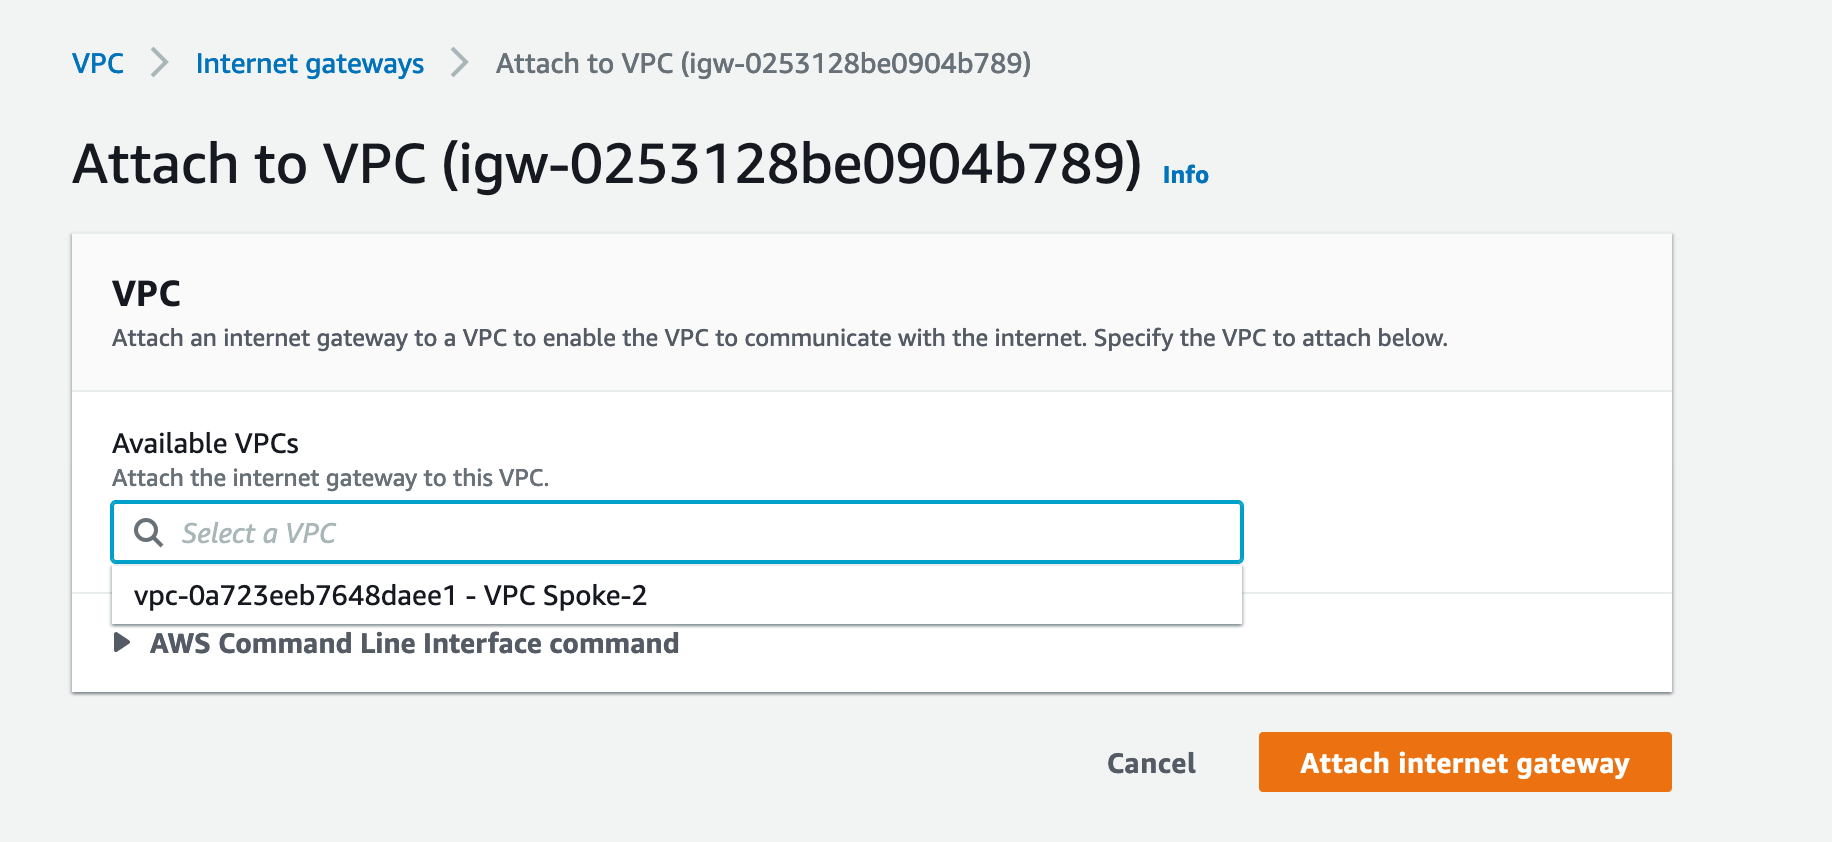 VPC > Internet gateways > Attach to VPC (igw-0253128be0904b789)
Attach to VPC (igw-0253128be0904b789) Info
VPC
Attach an internet gateway to a VPC to enable the VPC to communicate with the internet. Specify the VPC to attach below.
Available VPCs
Attach the internet gateway to this VPC.
Select a VPC
vpc-0a723eeb7648daee1 - VPC Spoke-2
AWS Command Line Interface command
Cancel
Attach internet gateway